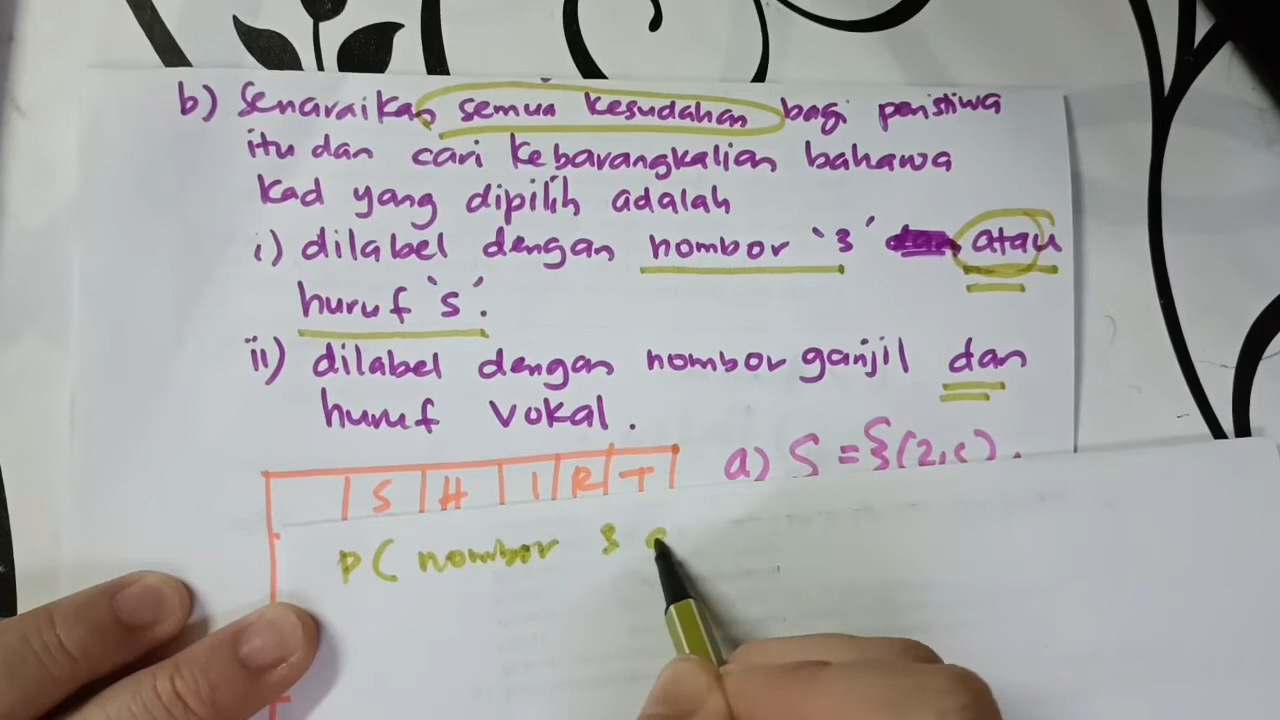 b) Senaraikan semua kesudahan bagi peristiwa
itu dan cari kebarangkalian bahawa
kad yang dipilih adalah
i) dilabel dengan nombor '3' atau
huruf 's'.
ii) dilabel dengan nombor ganjil dan
huruf vokal.
S H I R T
a) S = {(2,s),
P( nombor 3